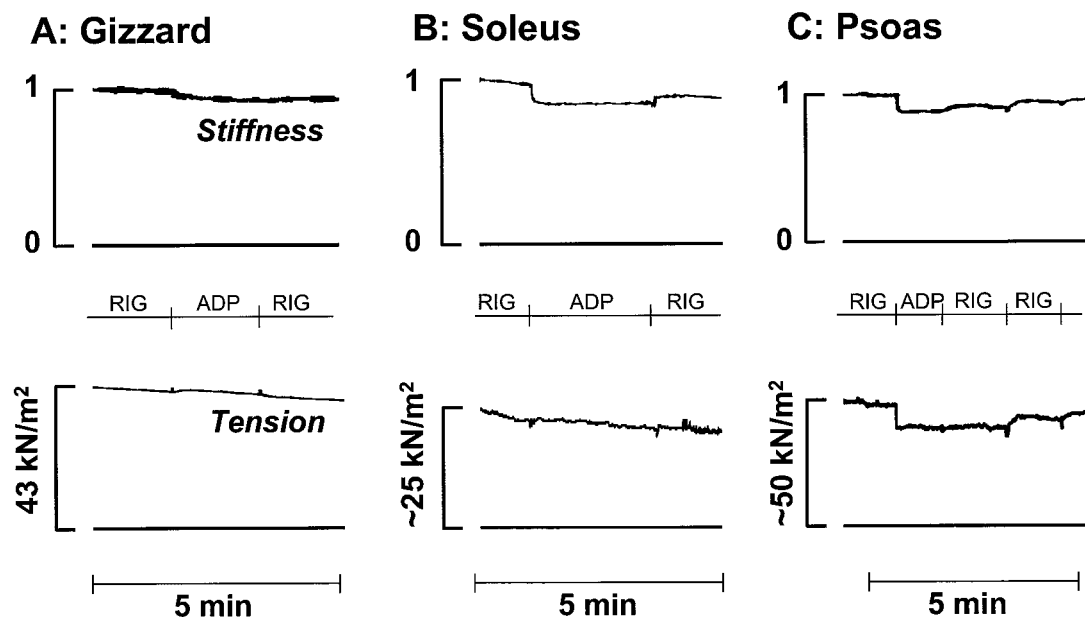 A: Gizzard
B: Soleus
C: Psoas
1
0
Stiffness
1
0
1
0
RIG ADP RIG
RIG ADP RIG
RIG ADP RIG RIG
43 kN/m²
Tension
~25 kN/m²
~50 kN/m²
5 min
5 min
5 min